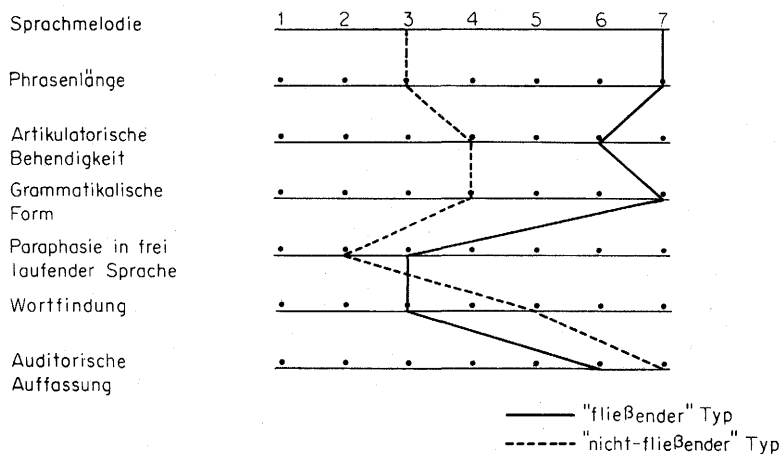 Sprachmelodie
1 2 3 4 5 6 7
Phrasenlänge
Artikulatorische
Behendigkeit
Grammatikalische
Form
Paraphasie in frei
laufender Sprache
Wortfindung
Auditorische
Auffassung
"fließender" Typ
"nicht-fließender" Typ